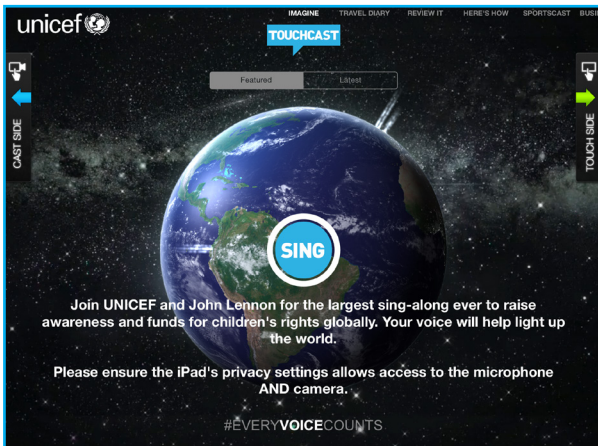 unicef
IMAGINE TRAVEL DIARY REVIEW IT HERE'S HOW SPORTSCAST BUSI
TOUCHCAST
Featured Latest
CAST SIDE
TOUCH SIDE
SING
Join UNICEF and John Lennon for the largest sing-along ever to raise
awareness and funds for children's rights globally. Your voice will help light up
the world.
Please ensure the iPad's privacy settings allows access to the microphone
AND camera.
#EVERYVOICECOUNTS